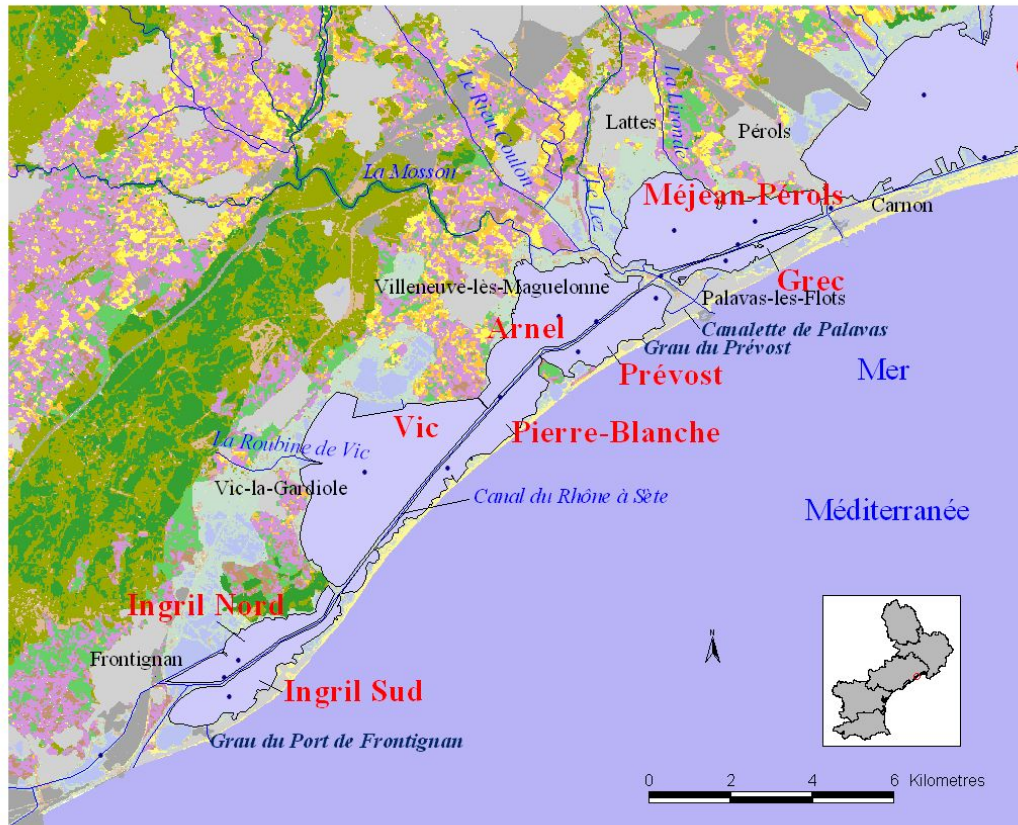 Le Rieu Coulon
Lattes
La Lironde
Pérols
La Mosson
Le Lez
Méjean-Pérols
Carnon
Villeneuve-lès-Maguelonne
Grec
Palavas-les-Flots
Arnel
Canalette de Palavas
Grau du Prévost
Prévost
Mer
Vic
Pierre-Blanche
La Roubine de Vic
Vic-la-Gardiole
Canal du Rhône à Sète
Méditerranée
Ingril Nord
Frontignan
N
Ingril Sud
Grau du Port de Frontignan
0 2 4 6 Kilometres